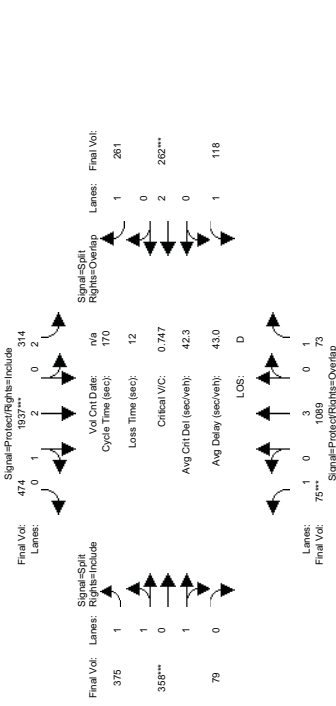 Signal=Protect/Rights=Include
Final Vol: 474 1937*** 314
Lanes: 0 1 2 0 2
Signal=Split
Final Vol: Lanes: Rights=Include
375 1
1
358*** 0
1
79 0
Vol Cnt Date: n/a
Cycle Time (sec): 170
Loss Time (sec): 12
Critical V/C: 0.747
Avg Crit Del (sec/veh): 42.3
Avg Delay (sec/veh): 43.0
LOS: D
Signal=Split
Rights=Overlap Lanes: Final Vol:
1 261
0
2 262***
0
1 118
Lanes: 1 0 3 0 1
Final Vol: 75*** 1089 73
Signal=Protect/Rights=Overlap